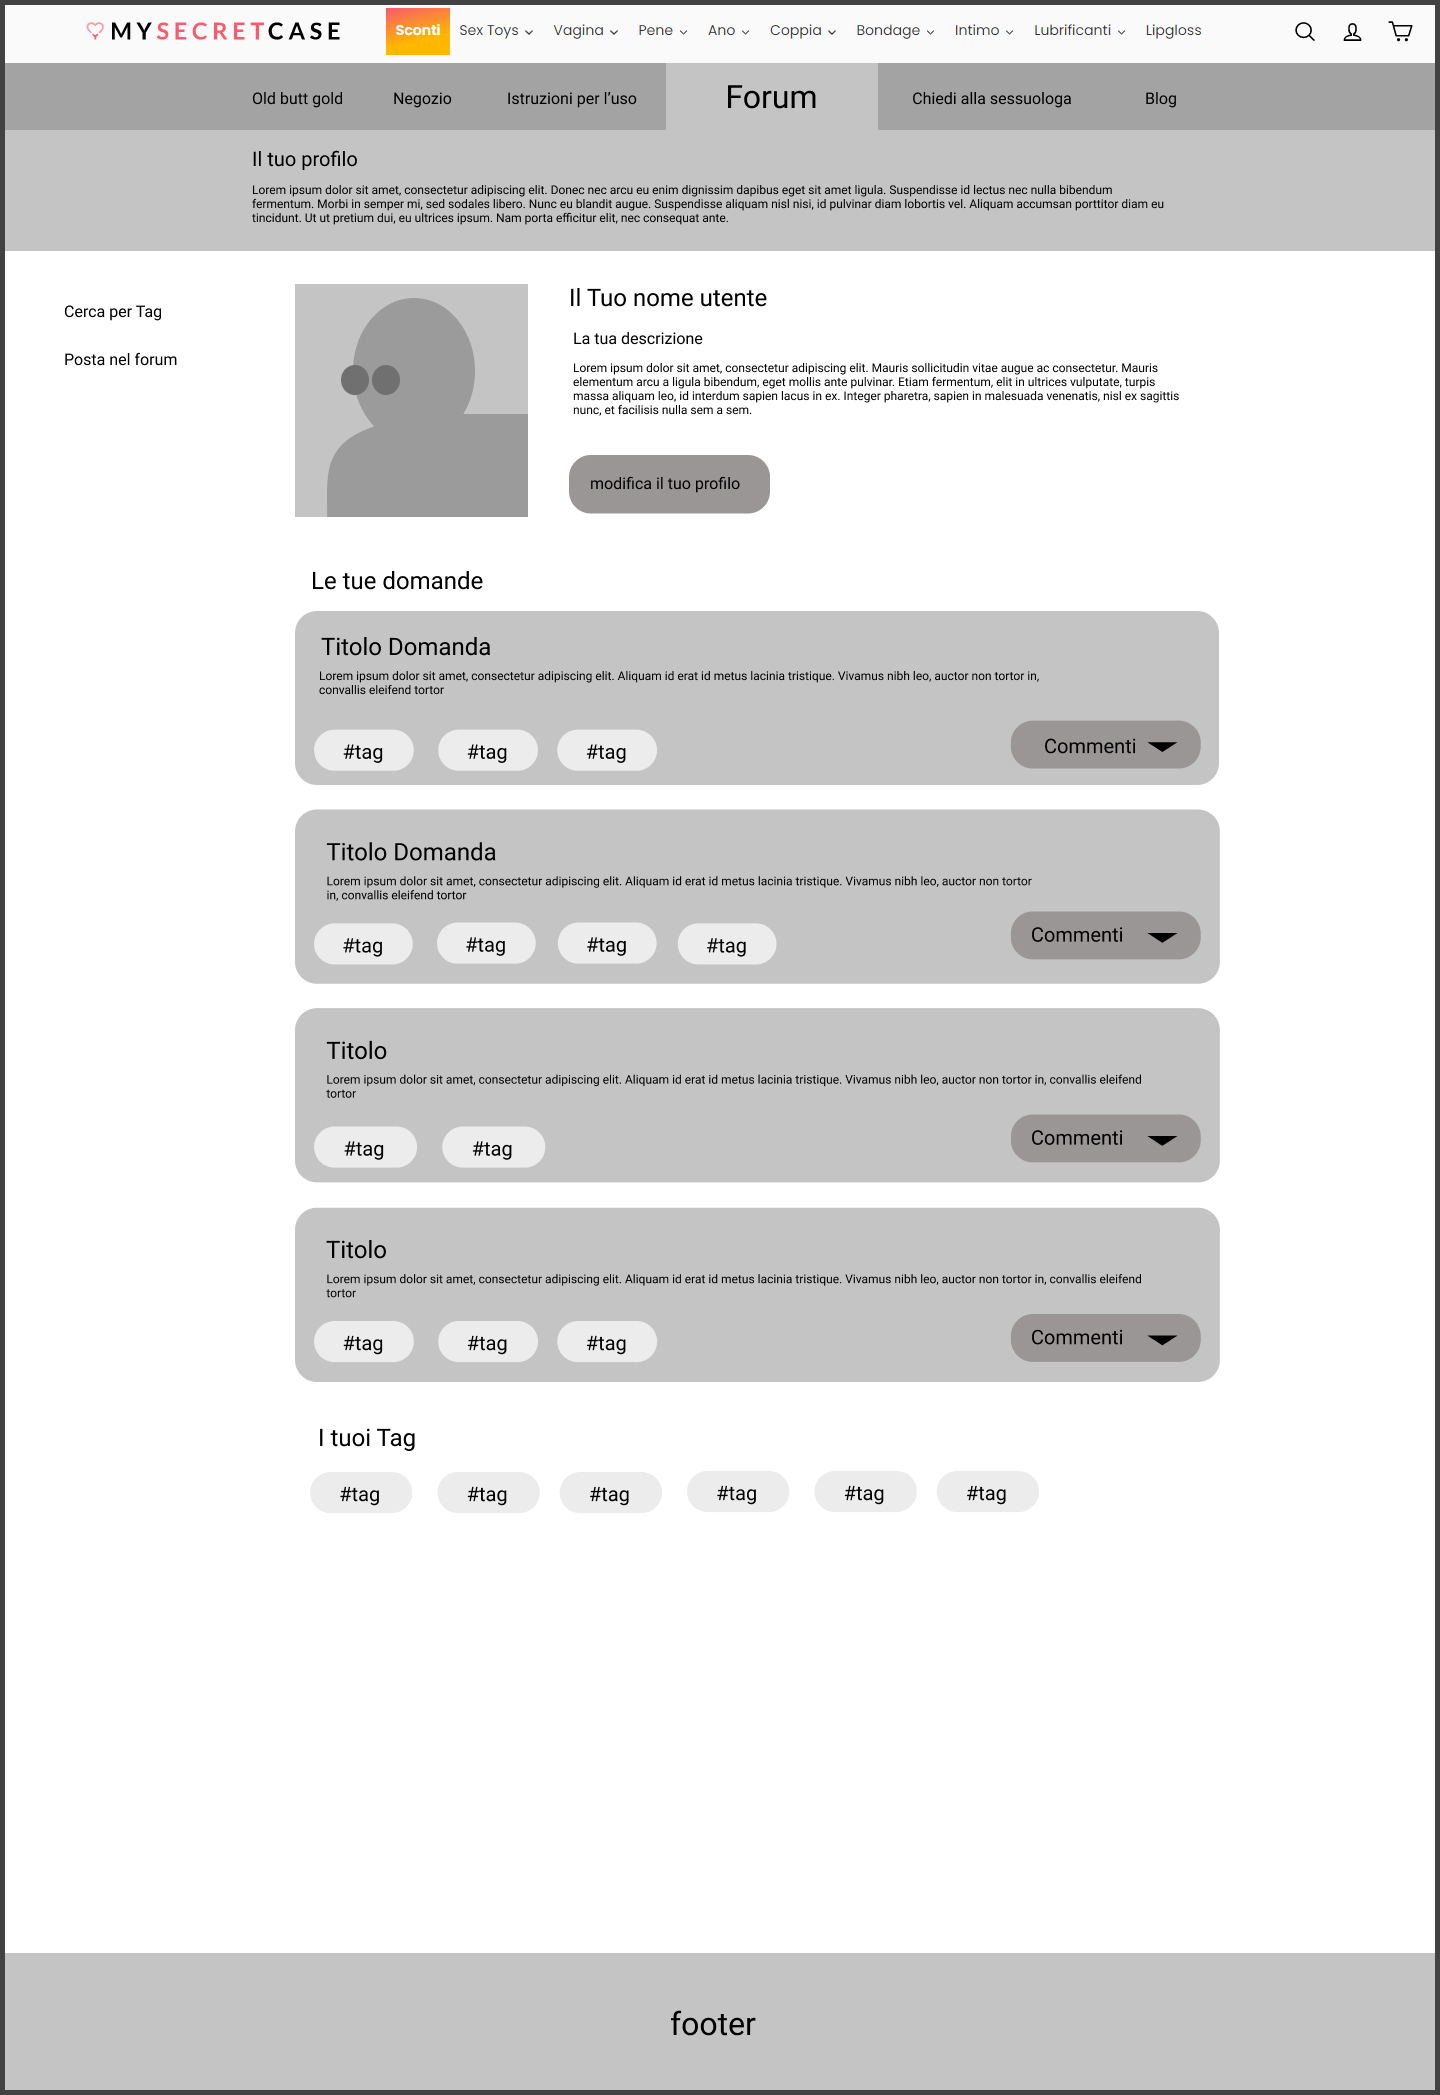 MYSECRETCASE
Sconti Sex Toys Vagina Pene Ano Coppia Bondage Intimo Lubrificanti Lipgloss
Old butt gold Negozio Istruzioni per l’uso Forum Chiedi alla sessuologa Blog
Il tuo profilo
Lorem ipsum dolor sit amet, consectetur adipiscing elit. Donec nec arcu eu enim dignissim dapibus eget sit amet ligula. Suspendisse id lectus nec nulla bibendum
fermentum. Morbi in semper mi, sed sodales libero. Nunc eu blandit augue. Suspendisse aliquam nisl nisi, id pulvinar diam lobortis vel. Aliquam accumsan porttitor diam eu
tincidunt. Ut ut pretium dui, eu ultrices ipsum. Nam porta efficitur elit, nec consequat ante.
Cerca per Tag
Posta nel forum
Il Tuo nome utente
La tua descrizione
Lorem ipsum dolor sit amet, consectetur adipiscing elit. Mauris sollicitudin vitae augue ac consectetur. Mauris
elementum arcu a ligula bibendum, eget mollis ante pulvinar. Etiam fermentum, elit in ultrices vulputate, turpis
massa aliquam leo, id interdum sapien lacus in ex. Integer pharetra, sapien in malesuada venenatis, nisl ex sagittis
nunc, et facilisis nulla sem a sem.
modifica il tuo profilo
Le tue domande
Titolo Domanda
Lorem ipsum dolor sit amet, consectetur adipiscing elit. Aliquam id erat id metus lacinia tristique. Vivamus nibh leo, auctor non tortor in,
convallis eleifend tortor
#tag #tag #tag Commenti
Titolo Domanda
Lorem ipsum dolor sit amet, consectetur adipiscing elit. Aliquam id erat id metus lacinia tristique. Vivamus nibh leo, auctor non tortor
in, convallis eleifend tortor
#tag #tag #tag #tag Commenti
Titolo
Lorem ipsum dolor sit amet, consectetur adipiscing elit. Aliquam id erat id metus lacinia tristique. Vivamus nibh leo, auctor non tortor in, convallis eleifend
tortor
#tag #tag Commenti
Titolo
Lorem ipsum dolor sit amet, consectetur adipiscing elit. Aliquam id erat id metus lacinia tristique. Vivamus nibh leo, auctor non tortor in, convallis eleifend
tortor
#tag #tag #tag Commenti
I tuoi Tag
#tag #tag #tag #tag #tag #tag
footer